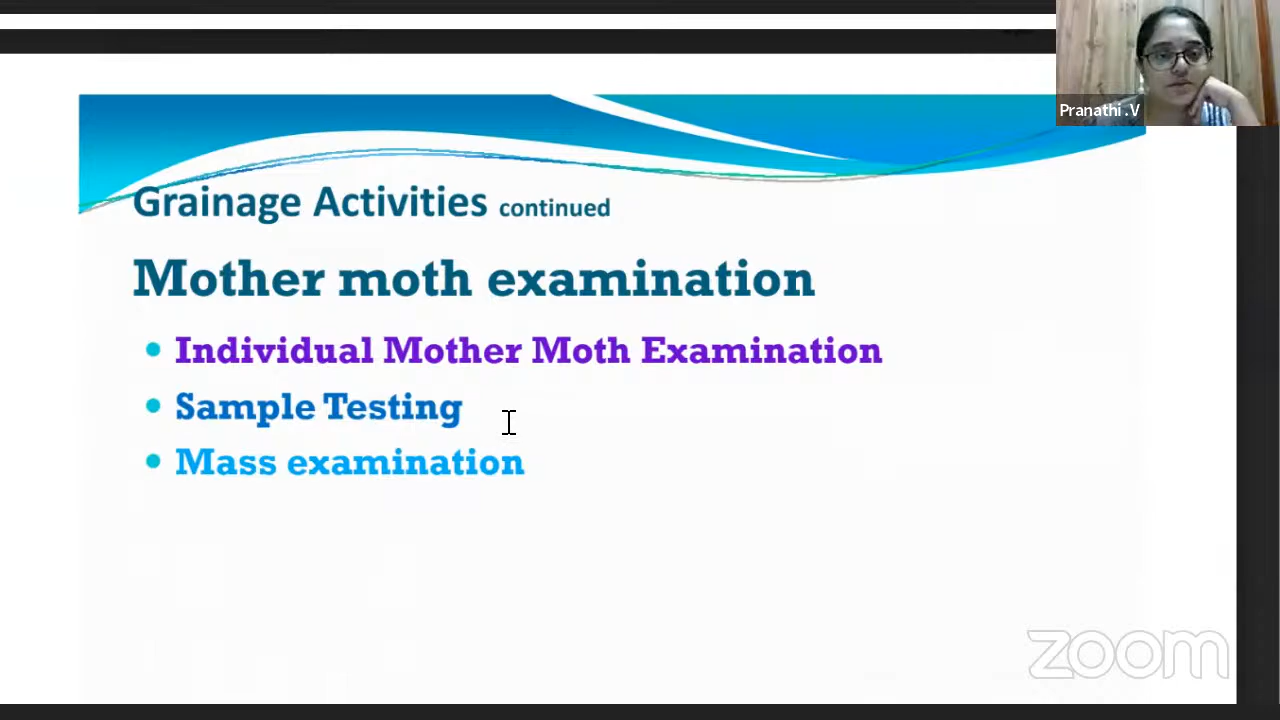 Pranathi .V
Grainage Activities continued
Mother moth examination
Individual Mother Moth Examination
Sample Testing
Mass examination
zoom